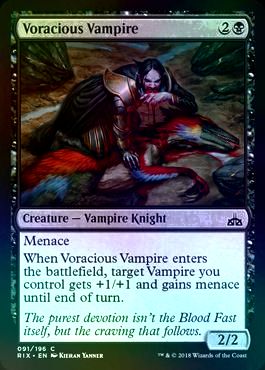 Voracious Vampire 2
Creature — Vampire Knight
Menace
When Voracious Vampire enters
the battlefield, target Vampire you
control gets +1/+1 and gains menace
until end of turn.
The purest devotion isn't the Blood Fast
itself, but the craving that follows.
2/2
091/196 C
RIX • EN KIERAN YANNER
™ & © 2018 Wizards of the Coast